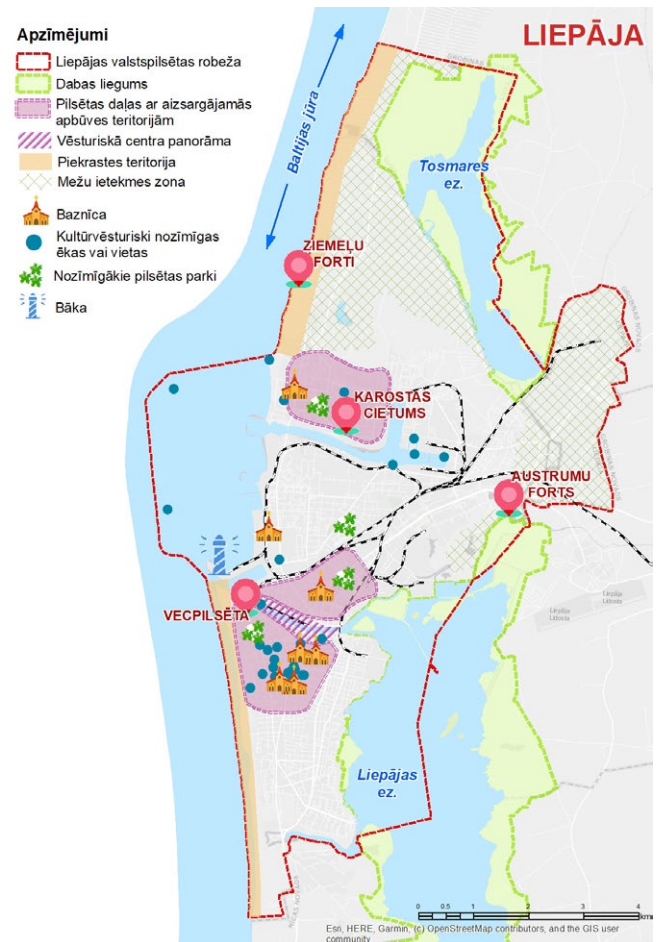 LIEPĀJA
Apzīmējumi
Liepājas valstspilsētas robeža
Dabas liegums
Pilsētas daļas ar aizsargājamās
apbūves teritorijām
Vēsturiskā centra panorāma
Piekrastes teritorija
Mežu ietekmes zona
Baznīca
Kultūrvēsturiski nozīmīgas
ēkas vai vietas
Nozīmīgākie pilsētas parki
Bāka
Baltijas jūra
Tosmares
ez.
ZIEMEĻU
FORTI
KAROSTAS
CIETUMS
AUSTRUMU
FORTS
VECPILSĒTA
Liepāja
Lidosta
Liepājas
ez.
0 0.5 1 2 3 4
km
Esri, HERE, Garmin, (c) OpenStreetMap contributors, and the GIS user
community